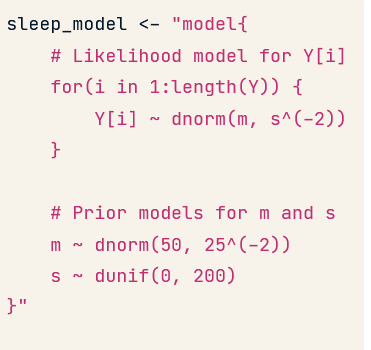 sleep_model <- "model{
    # Likelihood model for Y[i]
    for(i in 1:length(Y)) {
        Y[i] ~ dnorm(m, s^(-2))
    }

    # Prior models for m and s
    m ~ dnorm(50, 25^(-2))
    s ~ dunif(0, 200)
}"